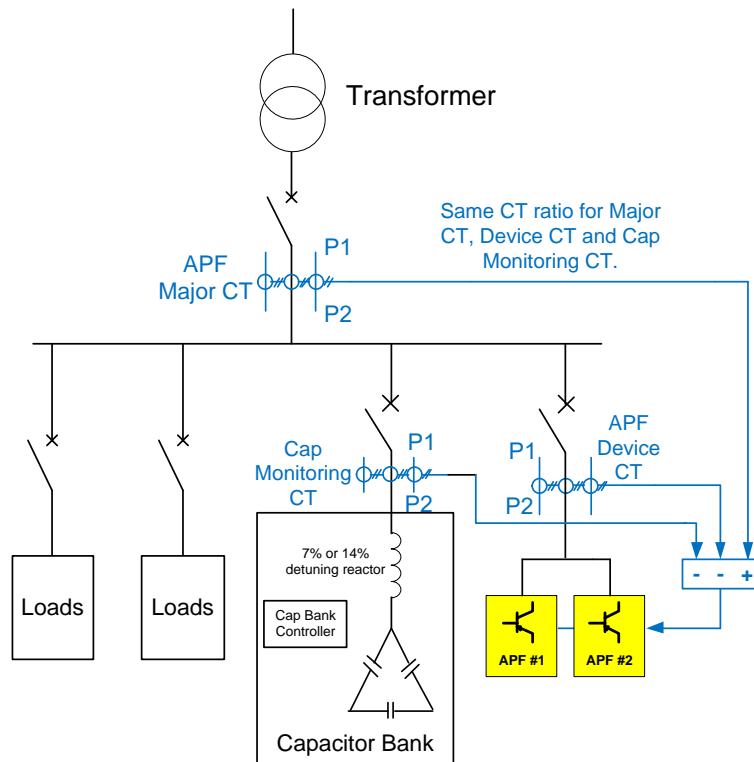 Transformer
Same CT ratio for Major
CT, Device CT and Cap
Monitoring CT.
P1
APF
Major CT
P2
Cap
Monitoring
CT
P1
P2
APF
Device
CT
P1
P2
7% or 14%
detuning reactor
Cap Bank
Controller
Loads
Loads
- - +
APF #1
APF #2
Capacitor Bank